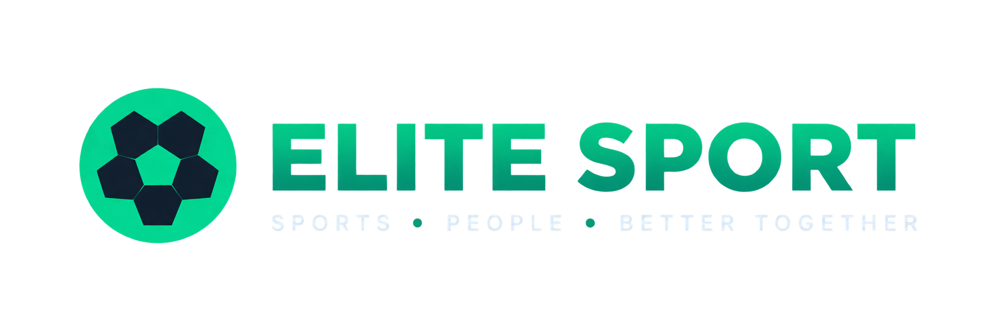 ELITE SPORT
SPORTS • PEOPLE • BETTER TOGETHER